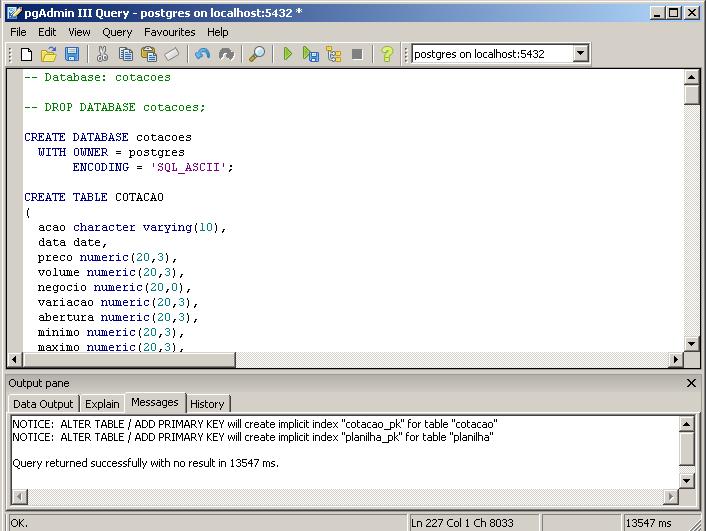 pgAdmin III Query - postgres on localhost:5432 *
File Edit View Query Favourites Help
postgres on localhost:5432
-- Database: cotacoes
-- DROP DATABASE cotacoes;
CREATE DATABASE cotacoes
WITH OWNER = postgres
ENCODING = 'SQL_ASCII';
CREATE TABLE COTACAO
(
acao character varying(10),
data date,
preco numeric(20,3),
volume numeric(20,3),
negocio numeric(20,0),
variacao numeric(20,3),
abertura numeric(20,3),
minimo numeric(20,3),
maximo numeric(20,3),
Output pane
Data Output Explain Messages History
NOTICE: ALTER TABLE / ADD PRIMARY KEY will create implicit index "cotacao_pk" for table "cotacao"
NOTICE: ALTER TABLE / ADD PRIMARY KEY will create implicit index "planilha_pk" for table "planilha"
Query returned successfully with no result in 13547 ms.
OK. Ln 227 Col 1 Ch 8033 13547 ms